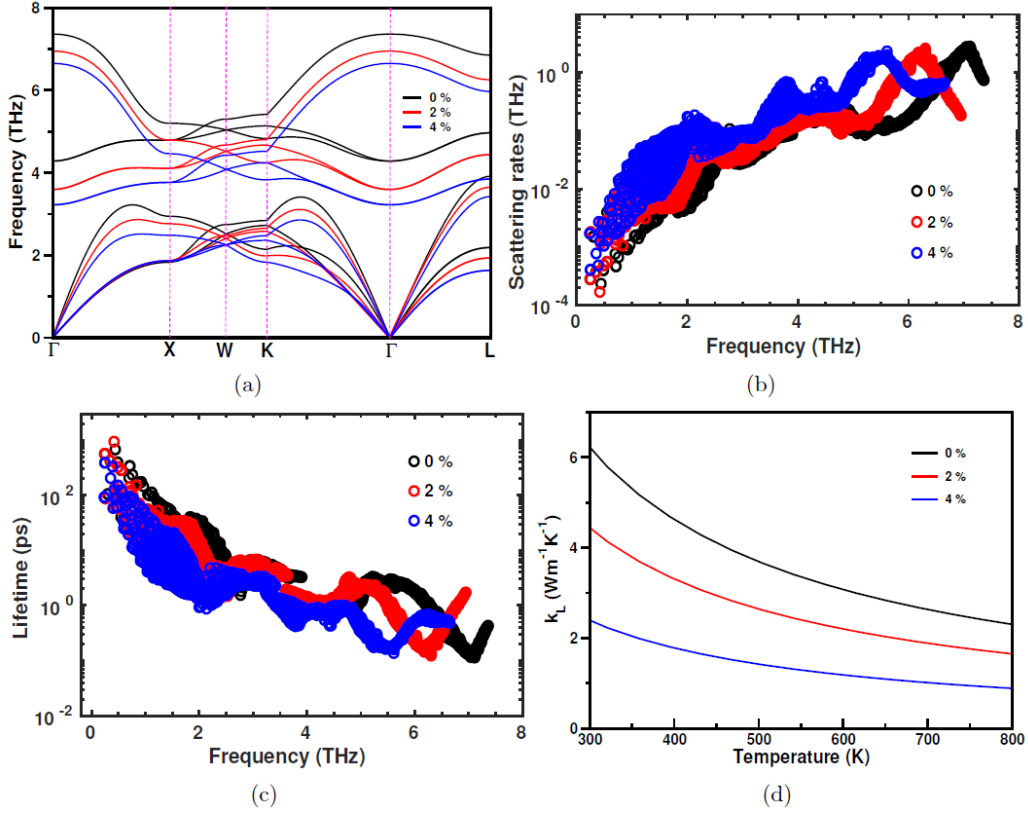 8
6
4
2
0
Frequency (THz)
0 %
2 %
4 %
Γ X W K Γ L
(a)
Scattering rates (THz)
10^0
10^-2
10^-4
0 %
2 %
4 %
0 2 4 6 8
Frequency (THz)
(b)
Lifetime (ps)
10^2
10^0
10^-2
0 %
2 %
4 %
0 2 4 6 8
Frequency (THz)
(c)
k_L (Wm^-1K^-1)
6
4
2
0
0 %
2 %
4 %
300 400 500 600 700 800
Temperature (K)
(d)